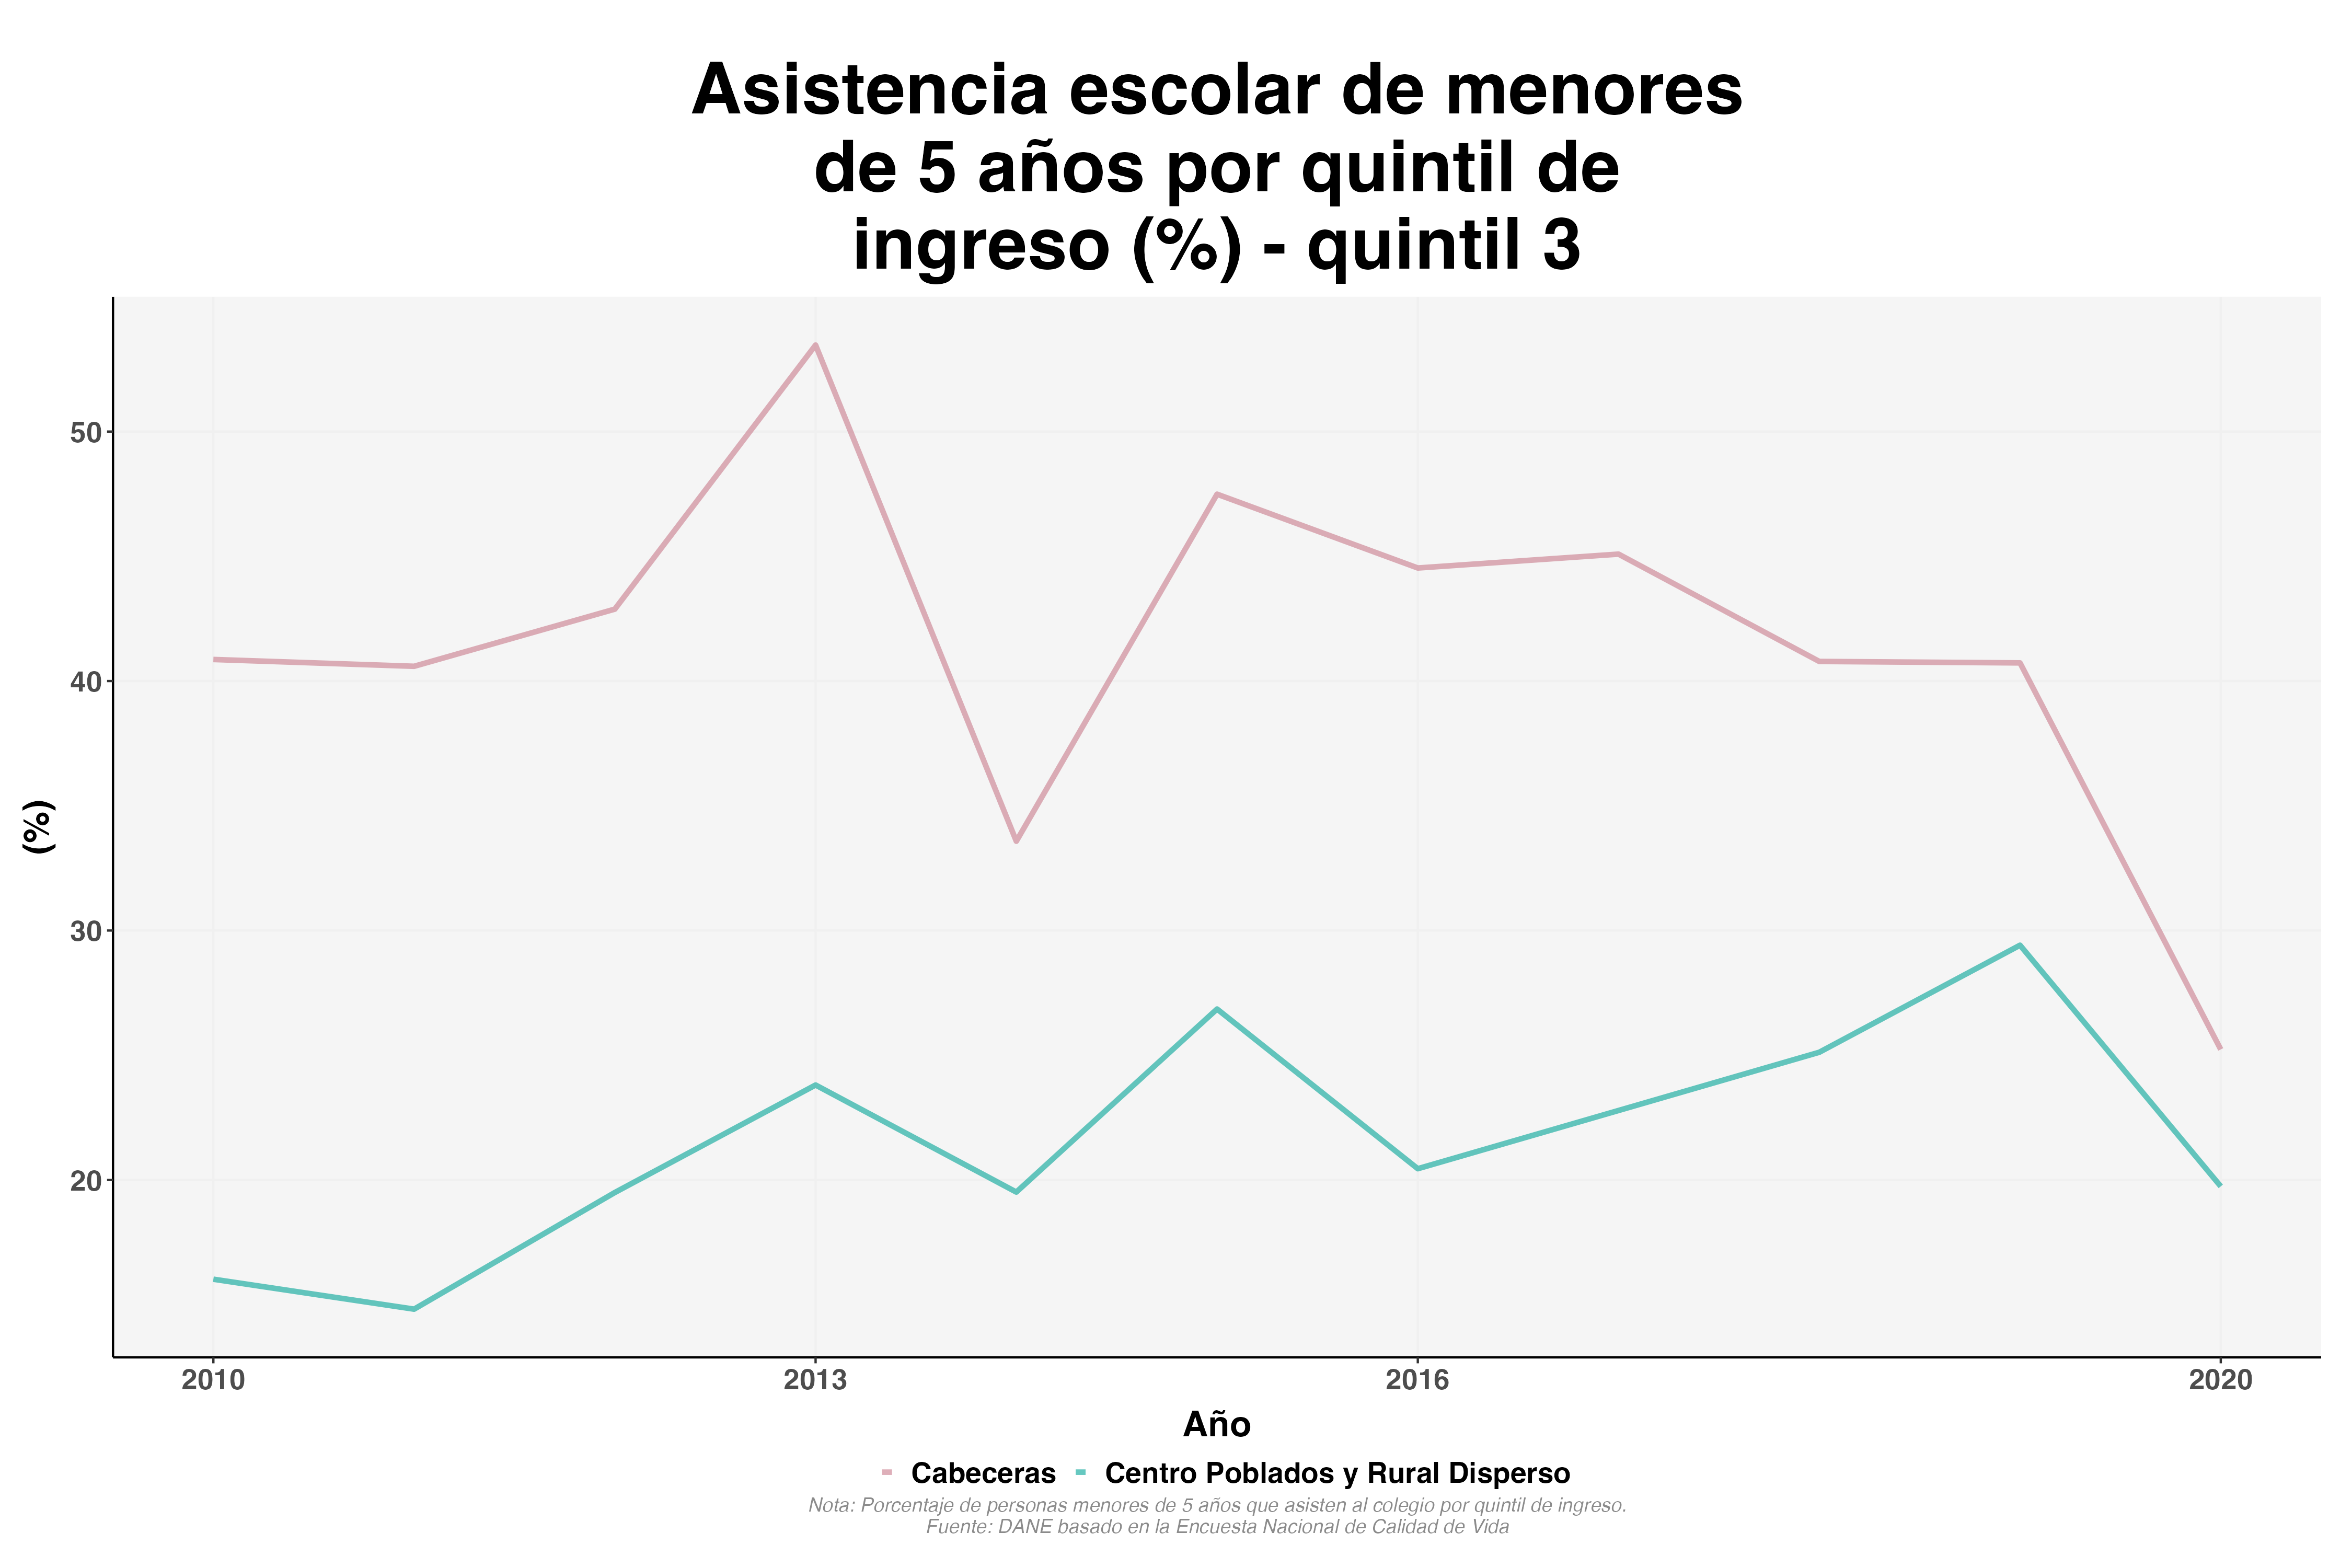 Asistencia escolar de menores
de 5 años por quintil de
ingreso (%) - quintil 3
(%)
50
40
30
20
2010 2013 2016 2020
Año
Cabeceras Centro Poblados y Rural Disperso
Nota: Porcentaje de personas menores de 5 años que asisten al colegio por quintil de ingreso.
Fuente: DANE basado en la Encuesta Nacional de Calidad de Vida